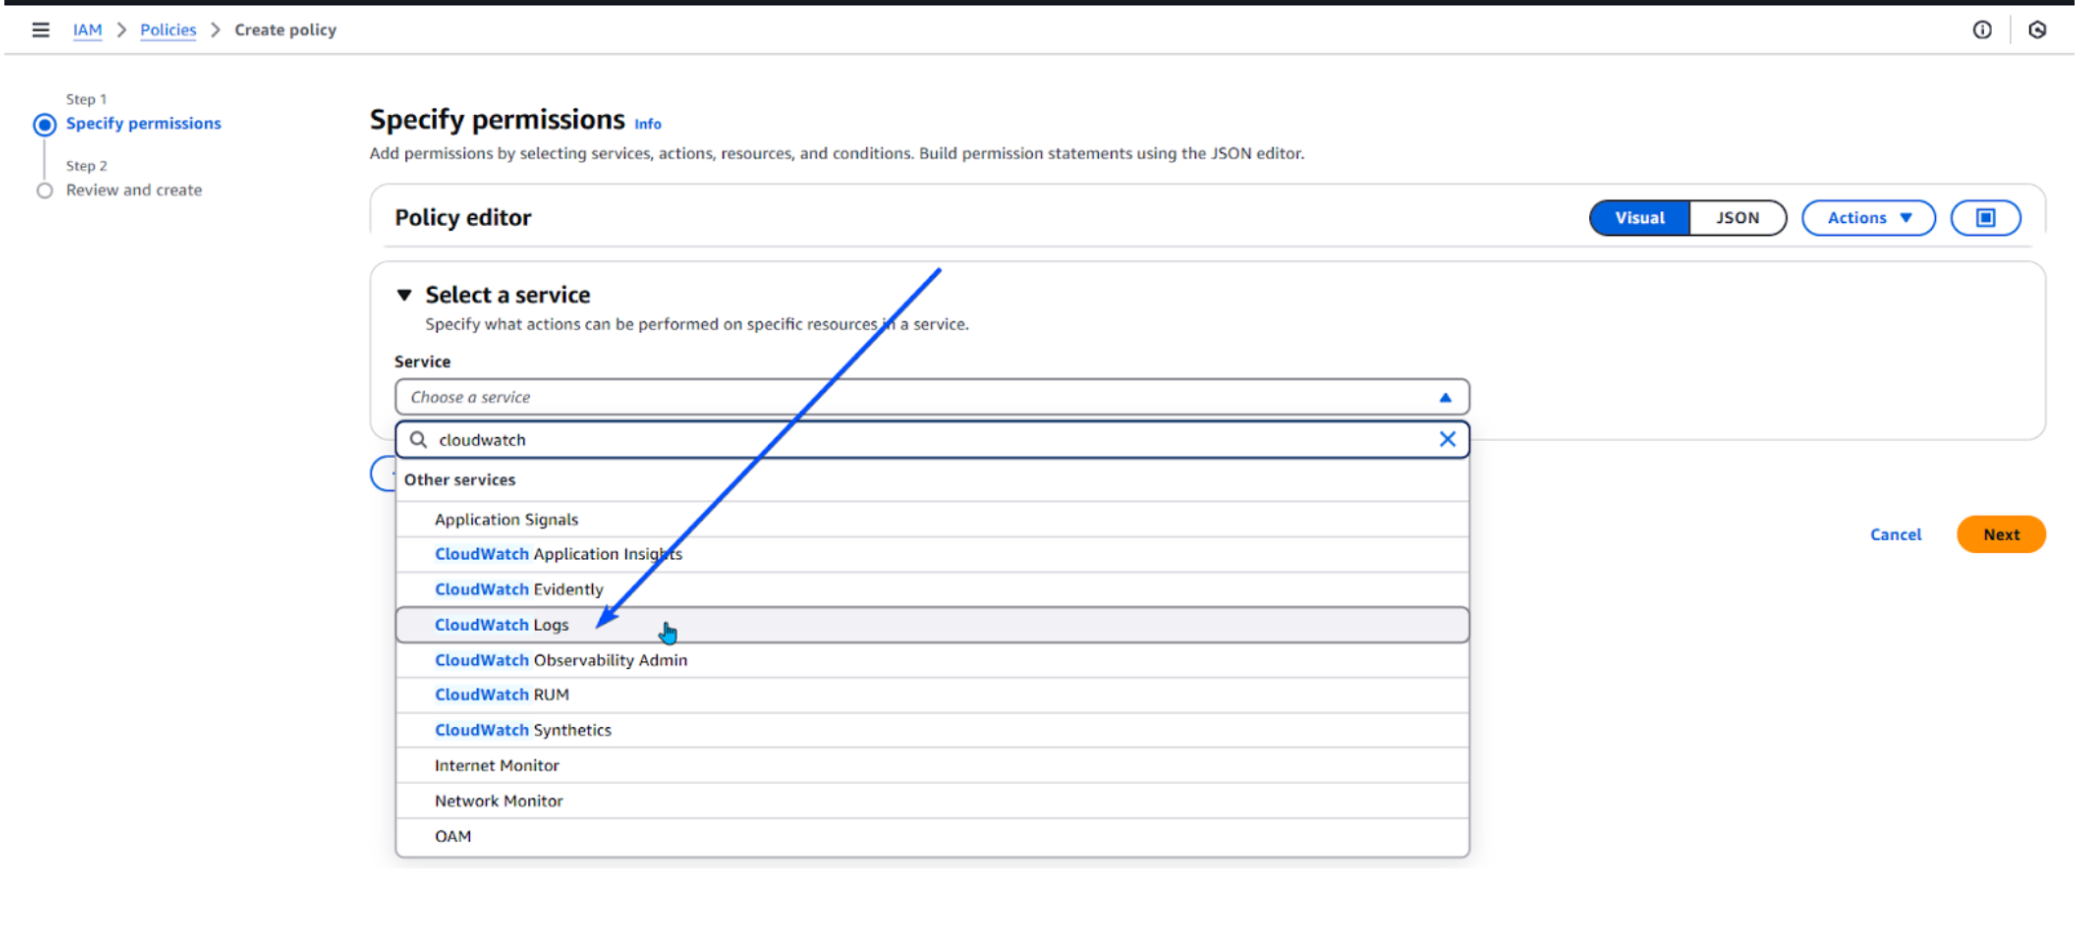 IAM > Policies > Create policy
Step 1
Specify permissions
Step 2
Review and create
Specify permissions Info
Add permissions by selecting services, actions, resources, and conditions. Build permission statements using the JSON editor.
Policy editor
Visual JSON Actions
Select a service
Specify what actions can be performed on specific resources in a service.
Service
Choose a service
cloudwatch
Other services
Application Signals
CloudWatch Application Insights
CloudWatch Evidently
CloudWatch Logs
CloudWatch Observability Admin
CloudWatch RUM
CloudWatch Synthetics
Internet Monitor
Network Monitor
OAM
Cancel Next